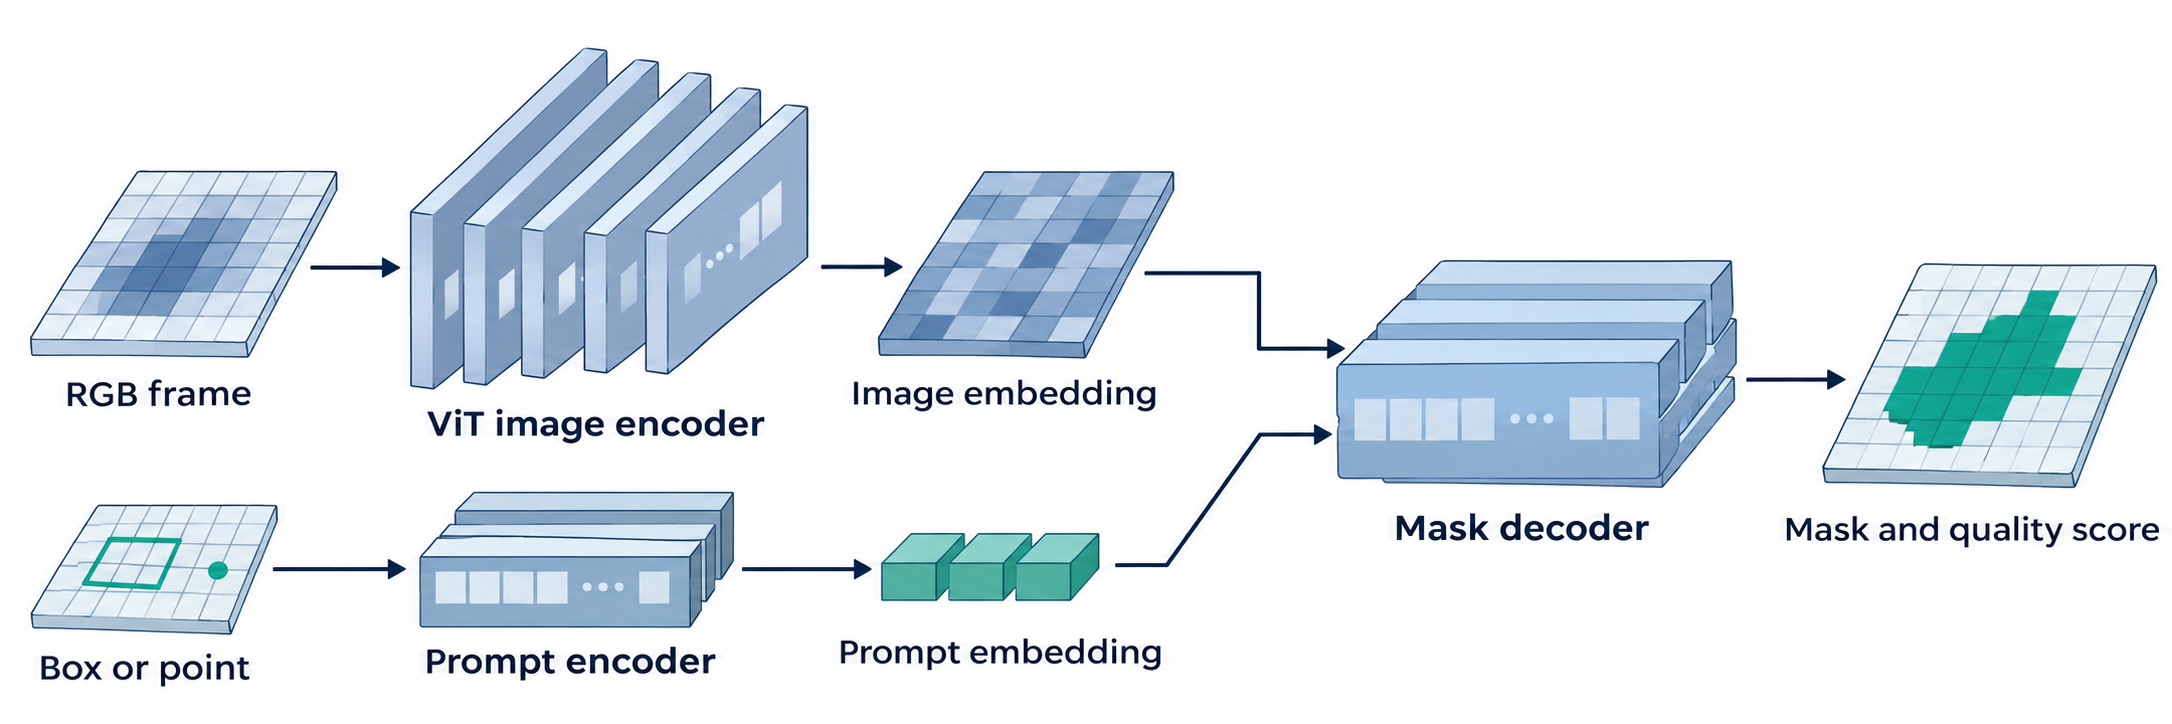 RGB frame
ViT image encoder
Image embedding
Mask decoder
Mask and quality score
Box or point
Prompt encoder
Prompt embedding